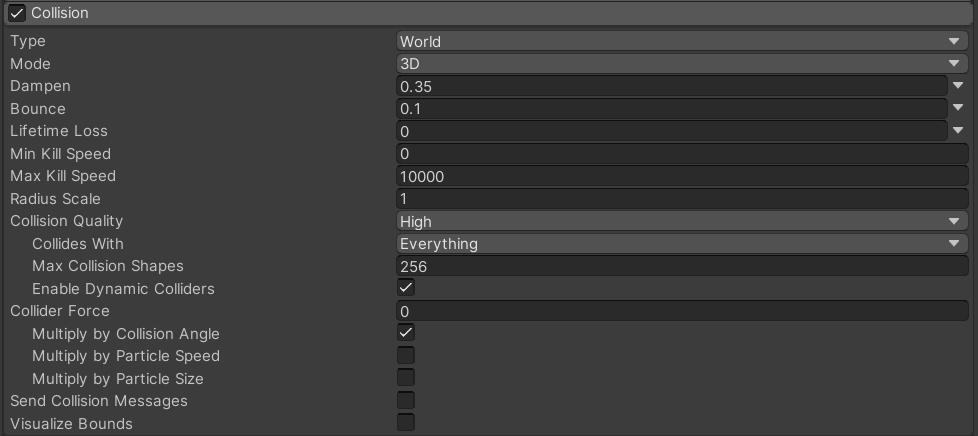 Collision
Type World
Mode 3D
Dampen 0.35
Bounce 0.1
Lifetime Loss 0
Min Kill Speed 0
Max Kill Speed 10000
Radius Scale 1
Collision Quality High
Collides With Everything
Max Collision Shapes 256
Enable Dynamic Colliders
Collider Force 0
Multiply by Collision Angle
Multiply by Particle Speed
Multiply by Particle Size
Send Collision Messages
Visualize Bounds